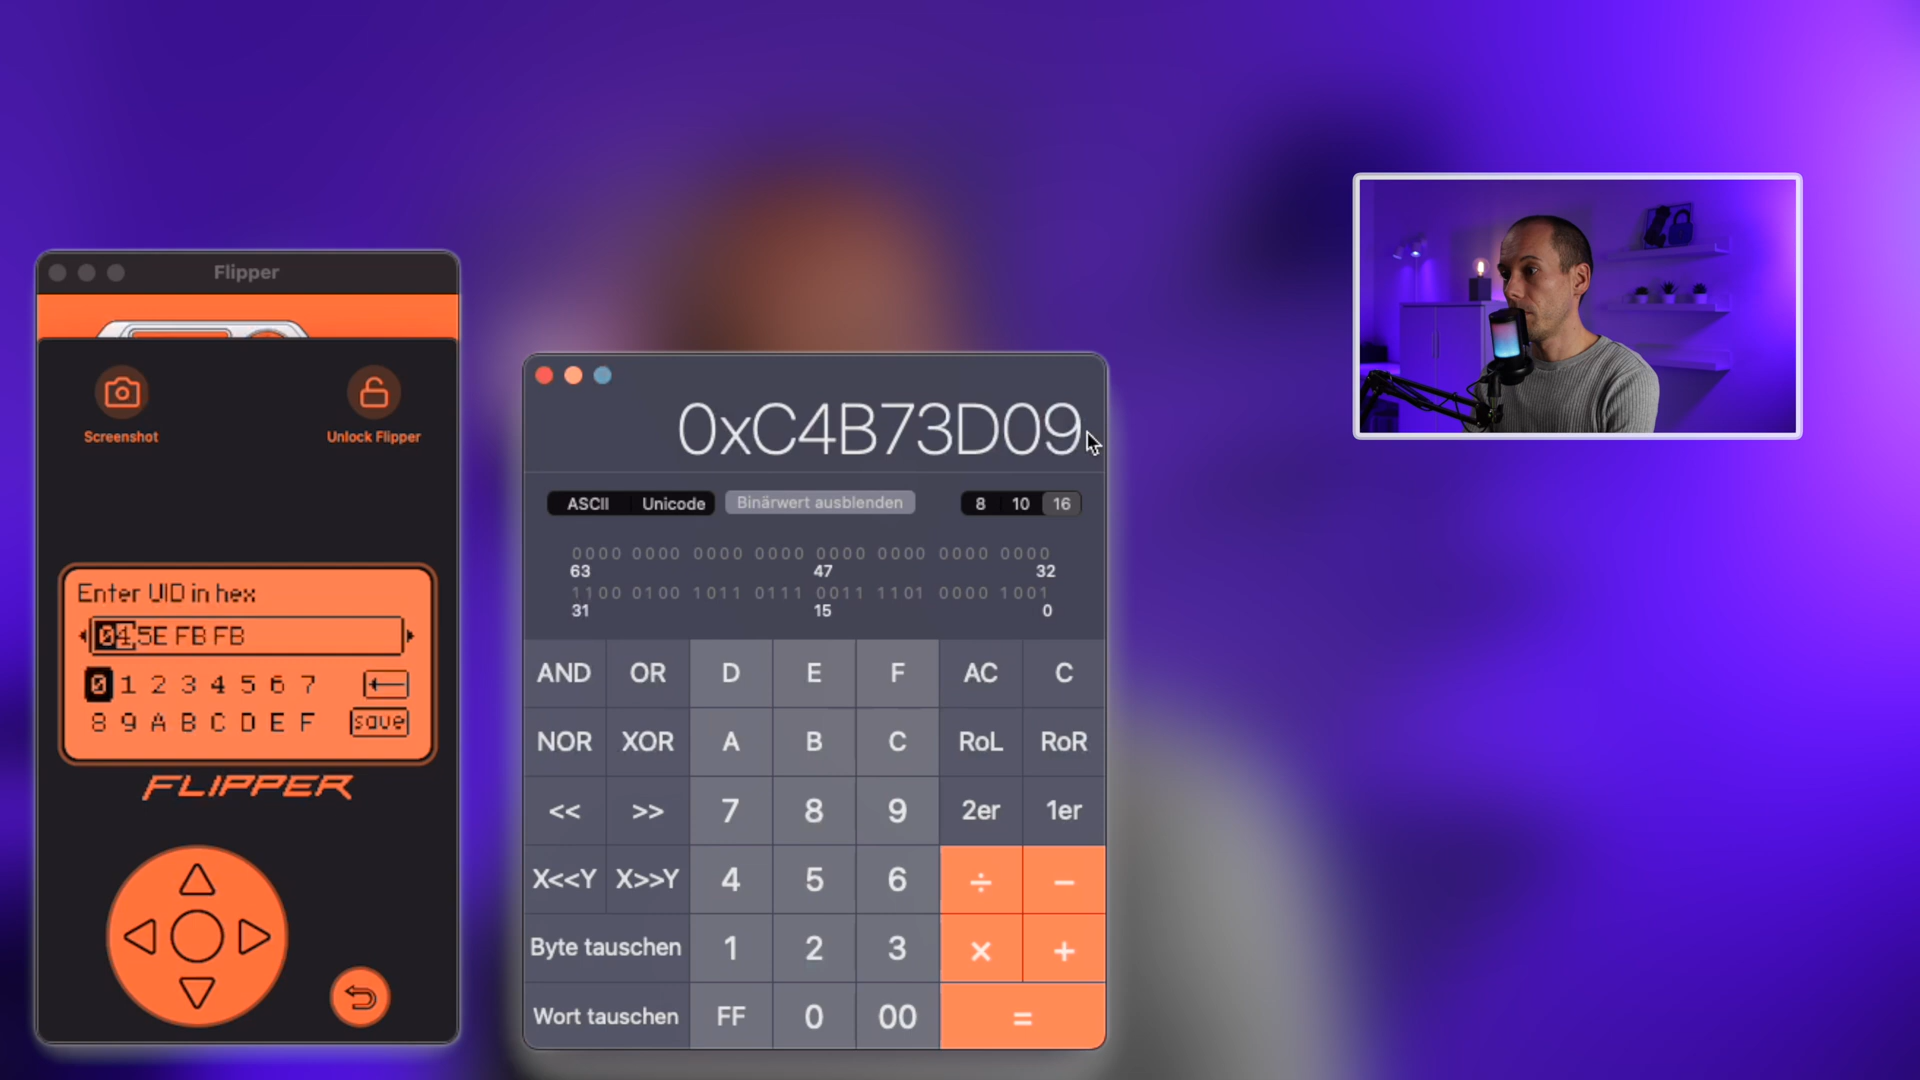 Flipper
Screenshot
Unlock Flipper
Enter UID in hex
04 5E FB FB
0 1 2 3 4 5 6 7
8 9 A B C D E F save
FLIPPER
0xC4B73D09
ASCII Unicode Binärwert ausblenden 8 10 16
0000 0000 0000 0000 0000 0000 0000 0000
63 47 32
1100 0100 1011 0111 0011 1101 0000 1001
31 15 0
AND OR D E F AC C
NOR XOR A B C RoL RoR
<< >> 7 8 9 2er 1er
X<<Y X>>Y 4 5 6 ÷ −
Byte tauschen 1 2 3 × +
Wort tauschen FF 0 00 =